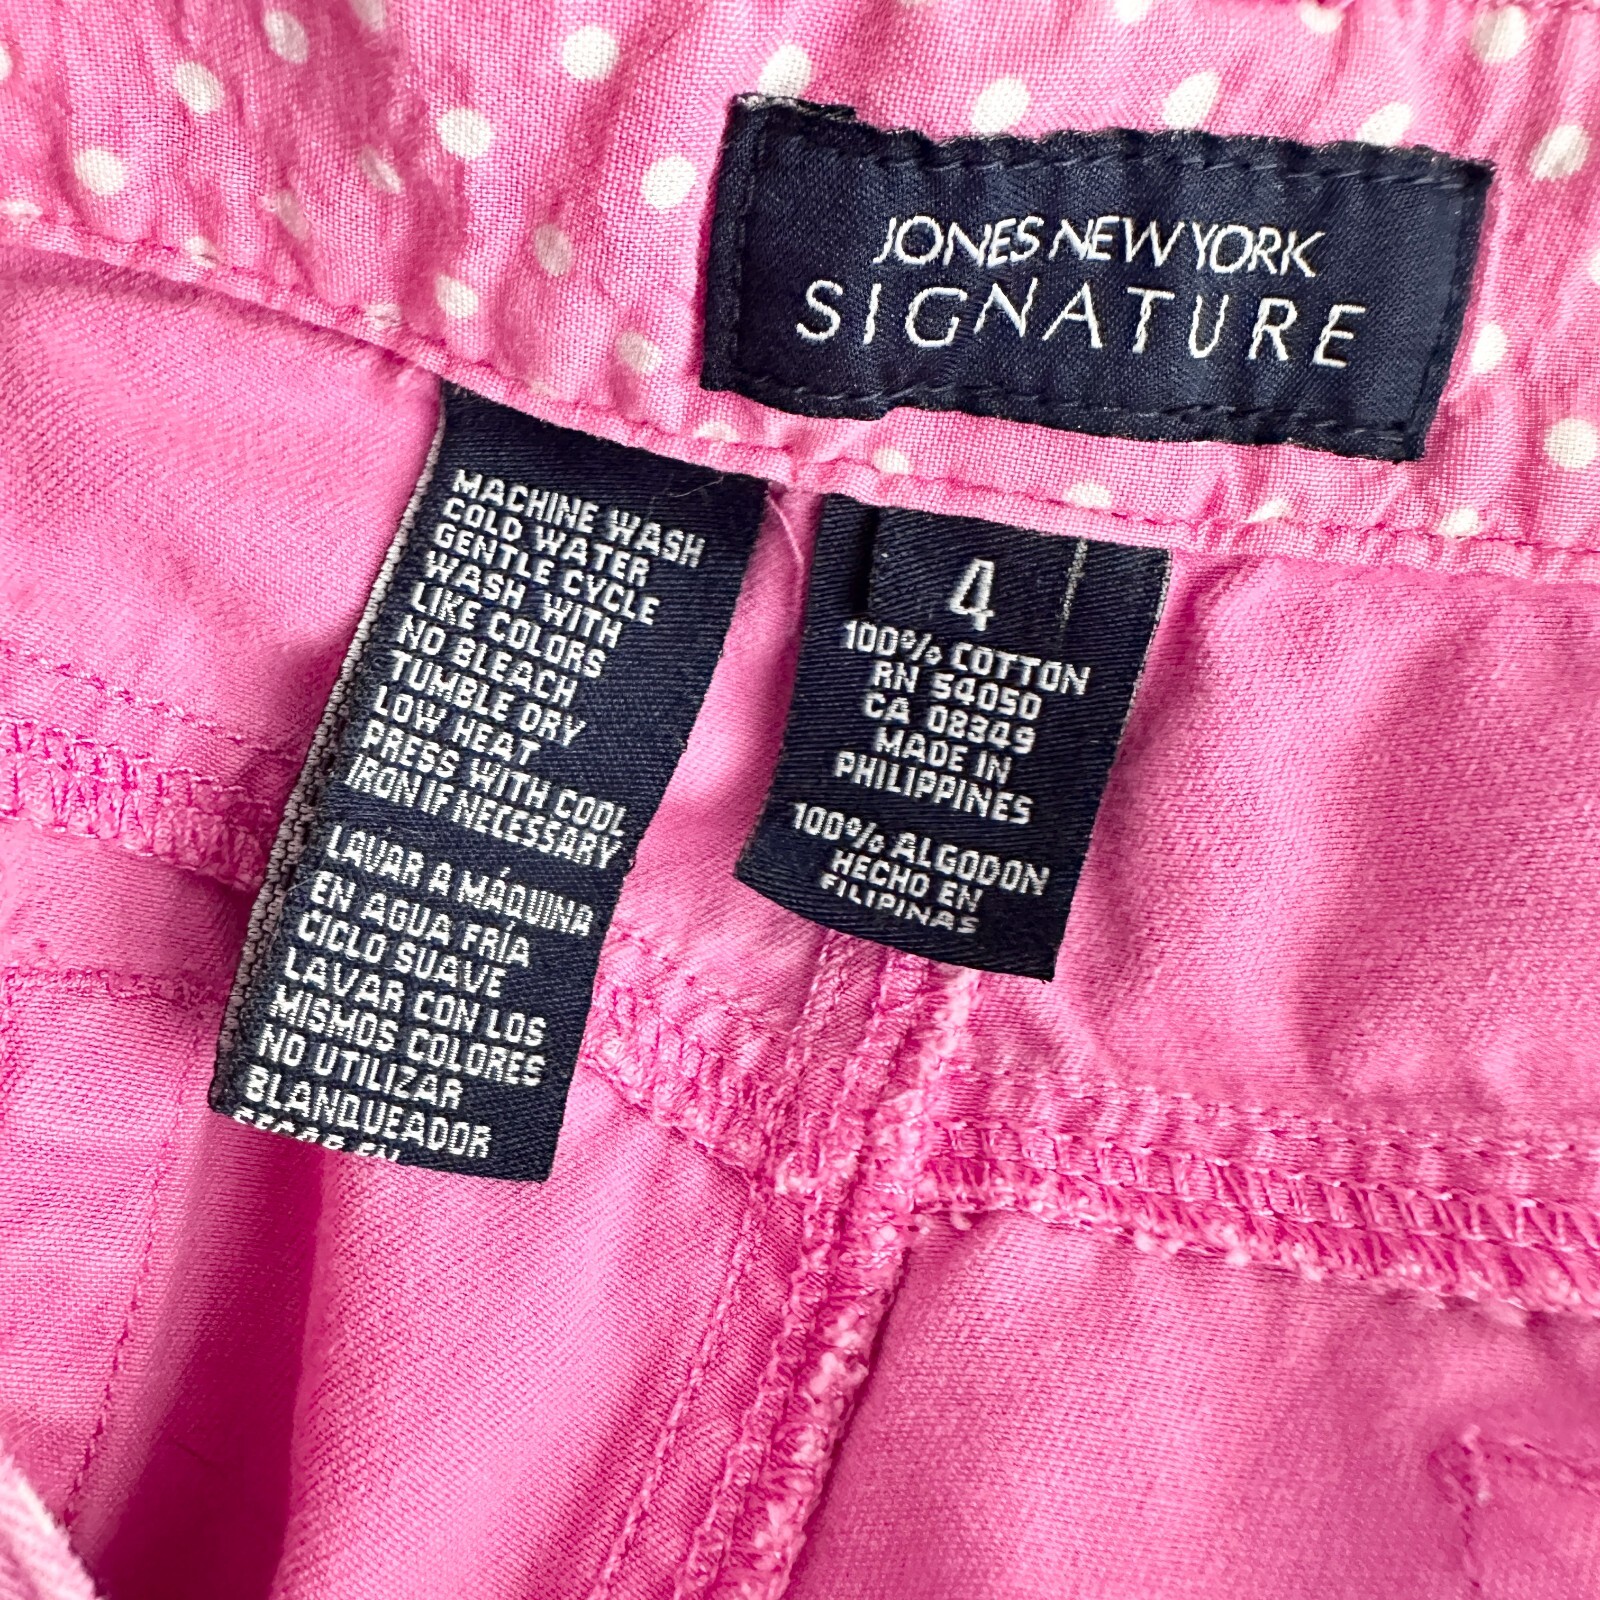 JONES NEW YORK
SIGNATURE
MACHINE WASH
COLD WATER
GENTLE CYCLE
WASH WITH
LIKE COLORS
NO BLEACH
TUMBLE DRY
LOW HEAT
PRESS WITH COOL
IRON IF NECESSARY
LAVAR A MÁQUINA
EN AGUA FRÍA
CICLO SUAVE
LAVAR CON LOS
MISMOS COLORES
NO UTILIZAR
BLANQUEADOR
4
100% COTTON
RN 54050
CA 08349
MADE IN
PHILIPPINES
100% ALGODON
HECHO EN
FILIPINAS